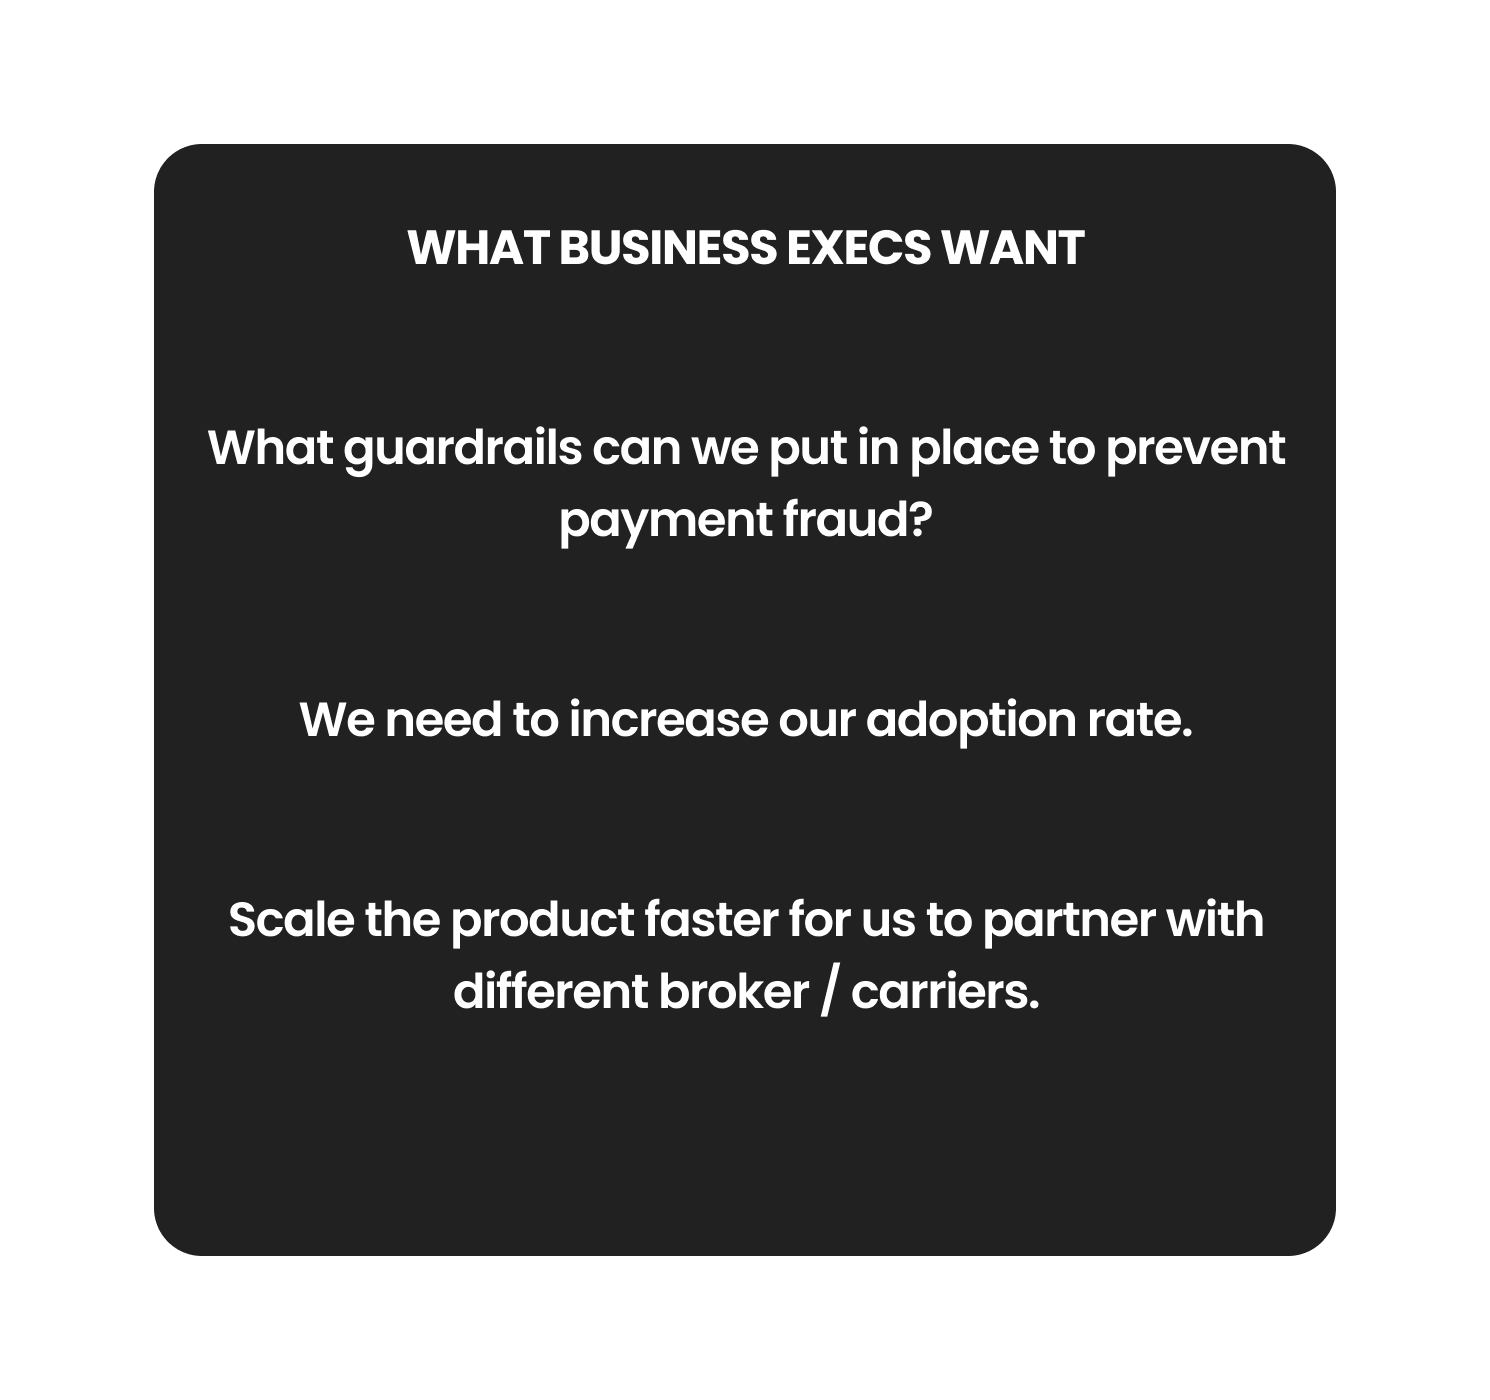 WHAT BUSINESS EXECS WANT
What guardrails can we put in place to prevent
payment fraud?
We need to increase our adoption rate.
Scale the product faster for us to partner with
different broker / carriers.